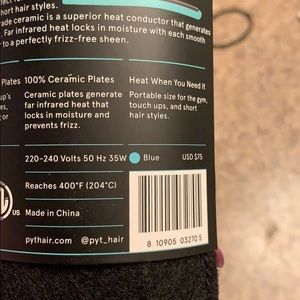 hort hair styles.
ade ceramic is a superior heat conductor that generates
. Far infrared heat locks in moisture with each smooth
to a perfectly frizz-free sheen.
Plates
100% Ceramic Plates
Heat When You Need It
up's
Ceramic plates generate
far infrared heat that
locks in moisture and
prevents frizz.
Portable size for the gym,
touch ups, and short
hair styles.
g or
220-240 Volts 50 Hz 35W
Blue
USD $75
Reaches 400°F (204°C)
Made in China
pythair.com @pyt_hair
8 10905 03270 5